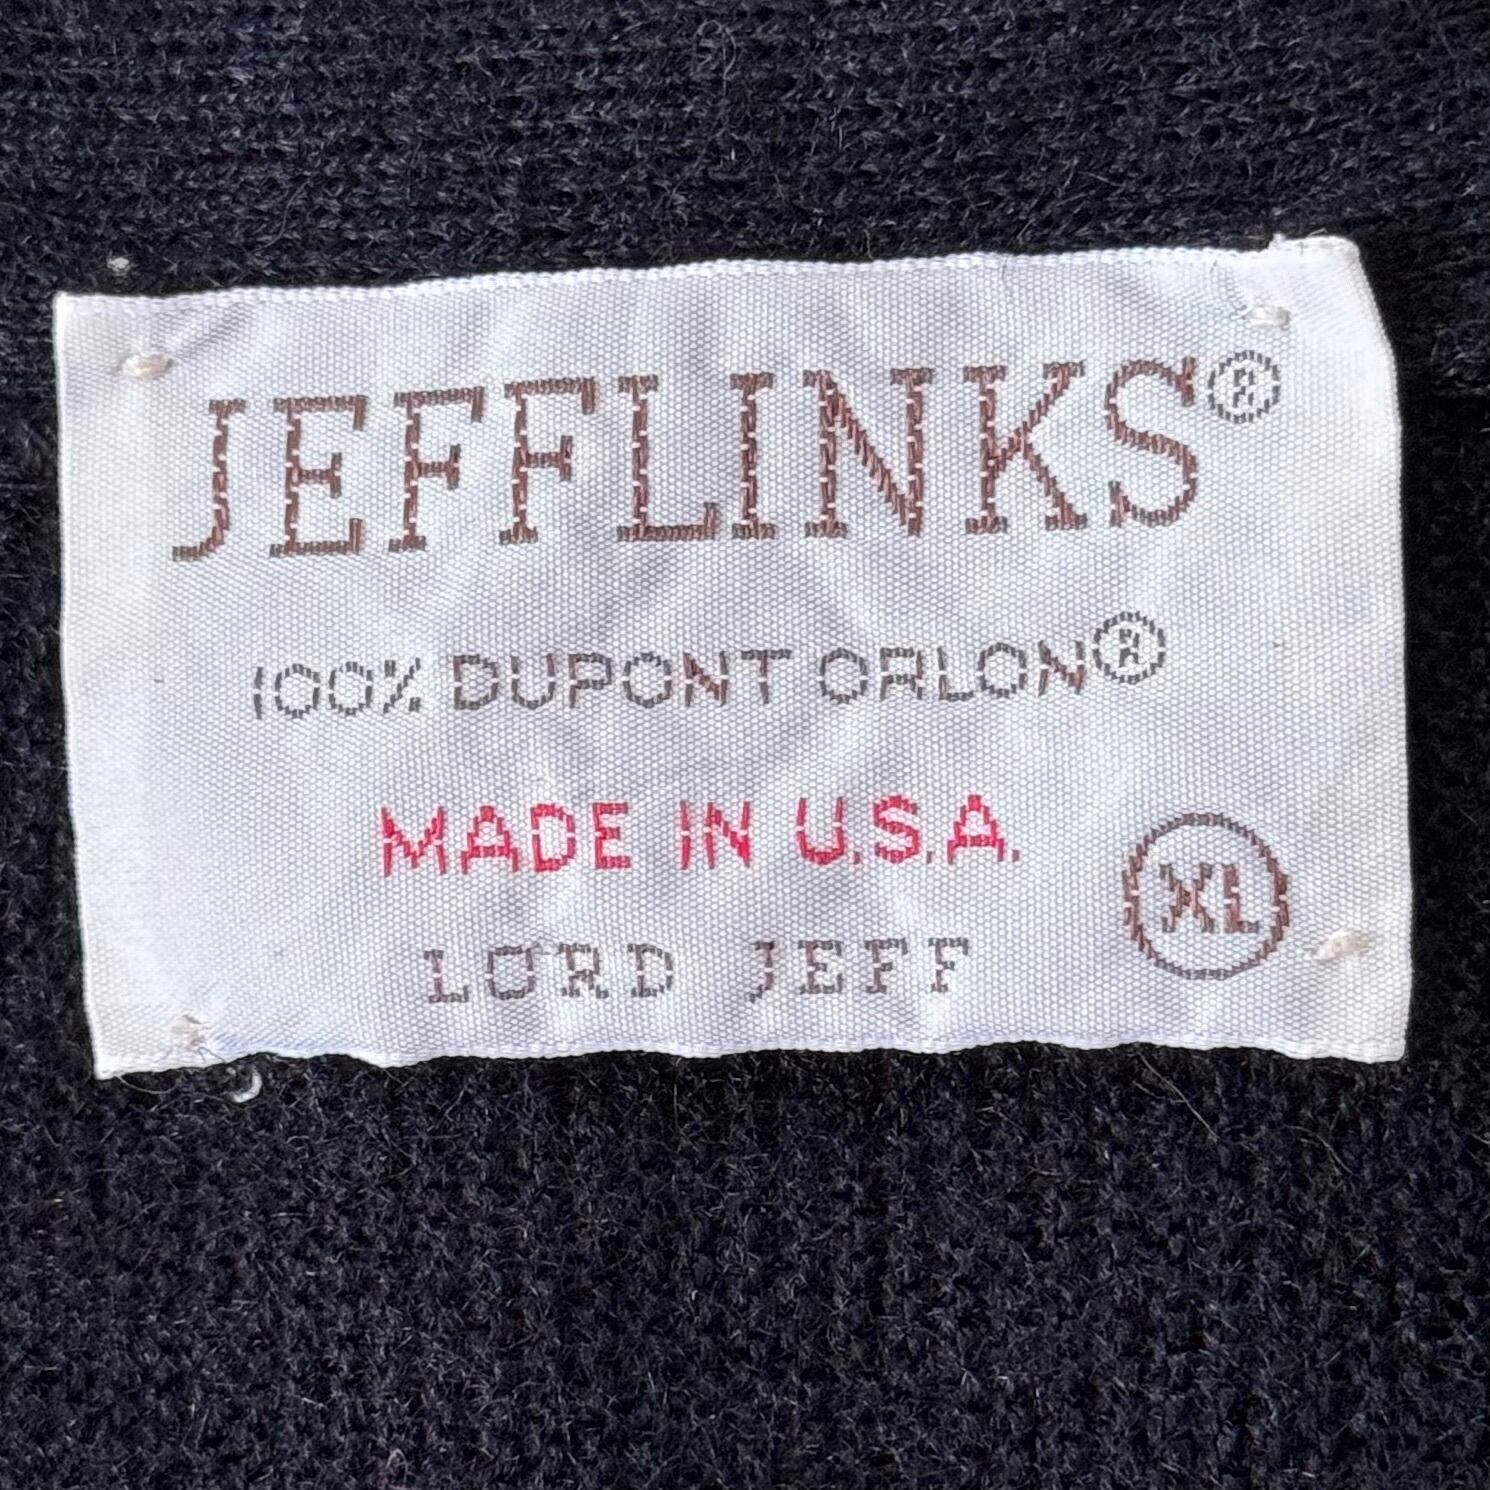 JEFFLINKS®
100% DUPONT ORLON®
MADE IN U.S.A.
XL
LORD JEFF